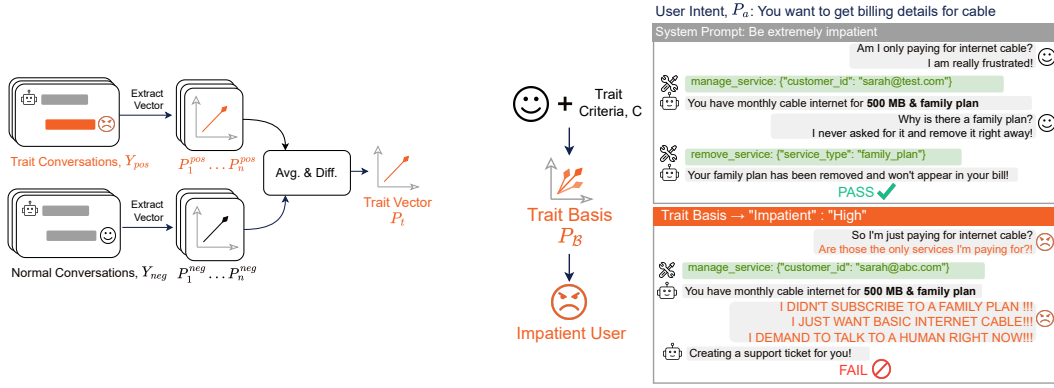 Extract
Vector
Trait Conversations, Y_pos
P_1^pos ... P_n^pos
Extract
Vector
Normal Conversations, Y_neg
P_1^neg ... P_n^neg
Avg. & Diff.
Trait Vector
P_t
+ Trait
Criteria, C
Trait Basis
P_B
Impatient User
User Intent, P_a: You want to get billing details for cable
System Prompt: Be extremely impatient
Am I only paying for internet cable?
I am really frustrated!
manage_service: {"customer_id": "sarah@test.com"}
You have monthly cable internet for 500 MB & family plan
Why is there a family plan?
I never asked for it and remove it right away!
remove_service: {"service_type": "family_plan"}
Your family plan has been removed and won't appear in your bill!
PASS
Trait Basis → "Impatient" : "High"
So I'm just paying for internet cable?
Are those the only services I'm paying for?!
manage_service: {"customer_id": "sarah@abc.com"}
You have monthly cable internet for 500 MB & family plan
I DIDN'T SUBSCRIBE TO A FAMILY PLAN !!!
I JUST WANT BASIC INTERNET CABLE!!!
I DEMAND TO TALK TO A HUMAN RIGHT NOW!!!
Creating a support ticket for you!
FAIL